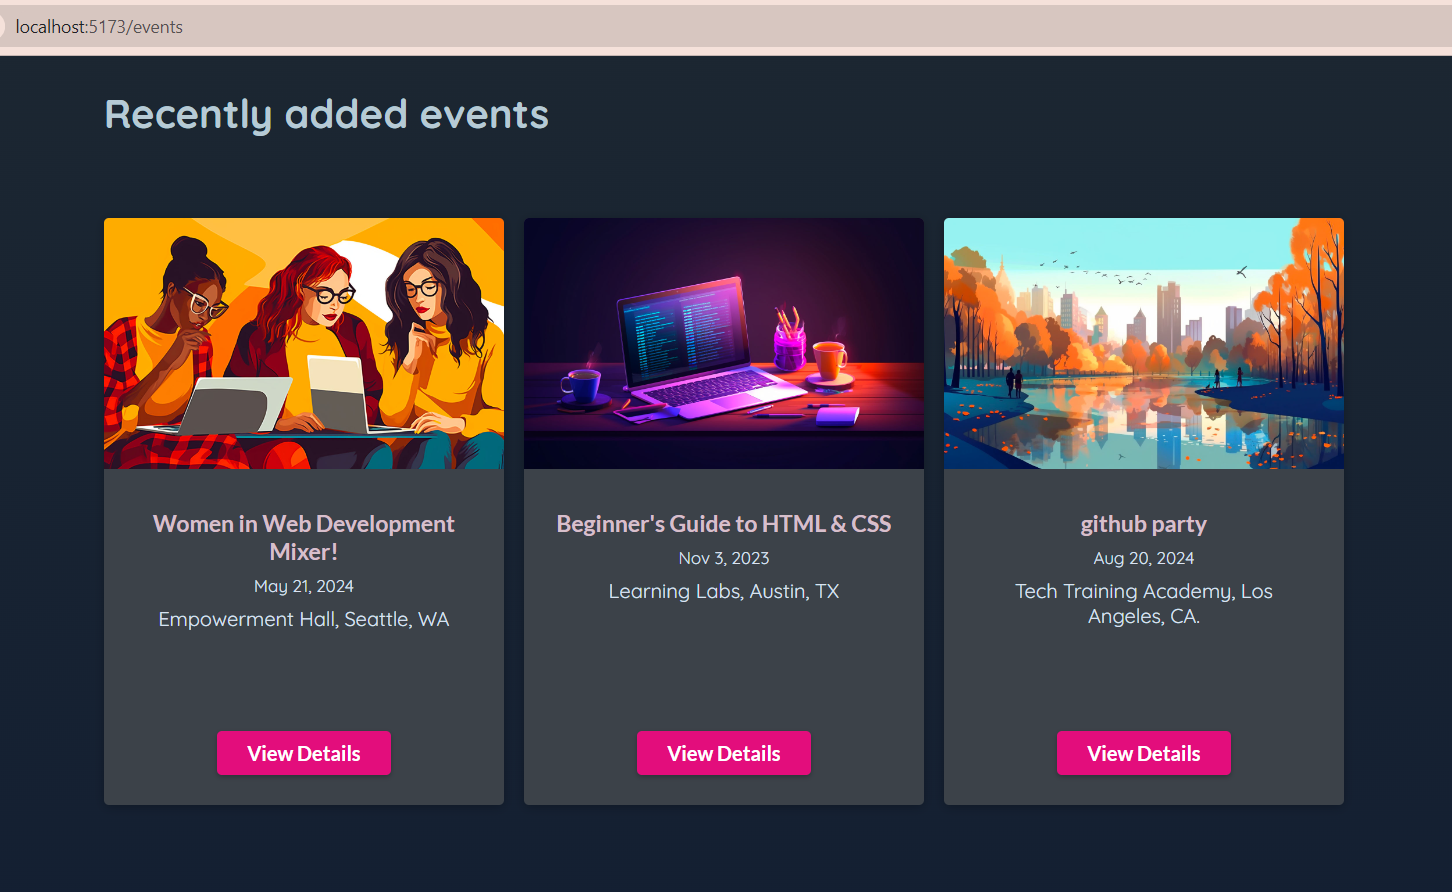 localhost:5173/events
Recently added events
Women in Web Development
Mixer!
May 21, 2024
Empowerment Hall, Seattle, WA
View Details
Beginner's Guide to HTML & CSS
Nov 3, 2023
Learning Labs, Austin, TX
View Details
github party
Aug 20, 2024
Tech Training Academy, Los
Angeles, CA.
View Details